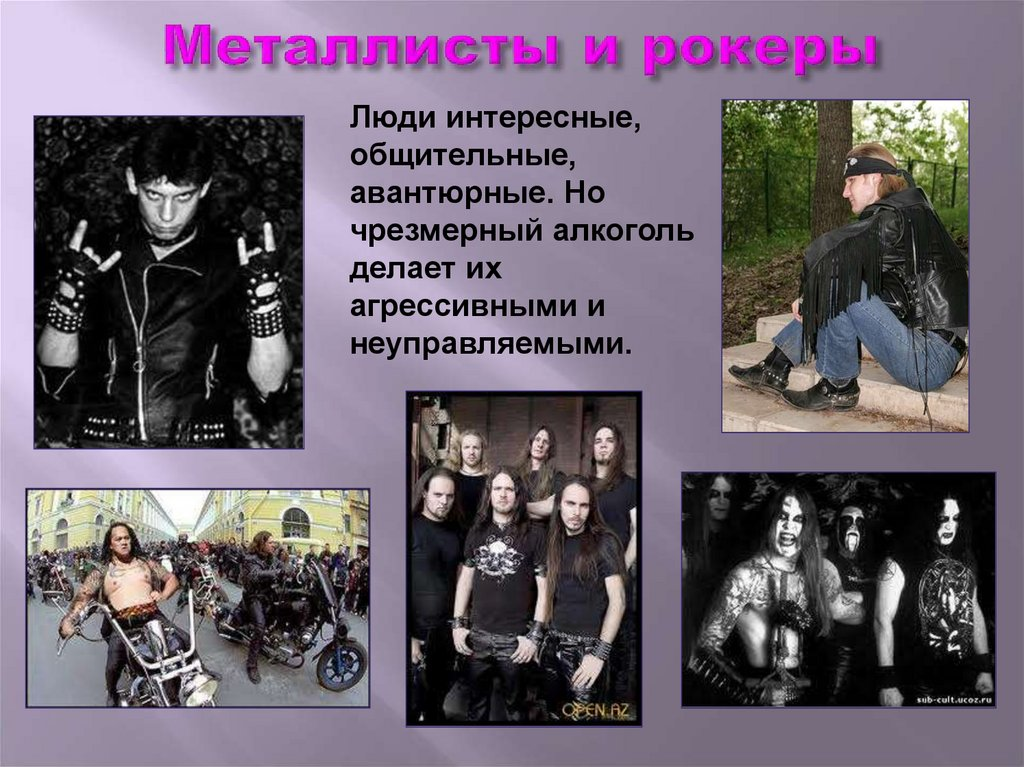 Металлисты и рокеры
Люди интересные,
общительные,
авантюрные. Но
чрезмерный алкоголь
делает их
агрессивными и
неуправляемыми.
OPEN.AZ
sub-cult.ucoz.ru